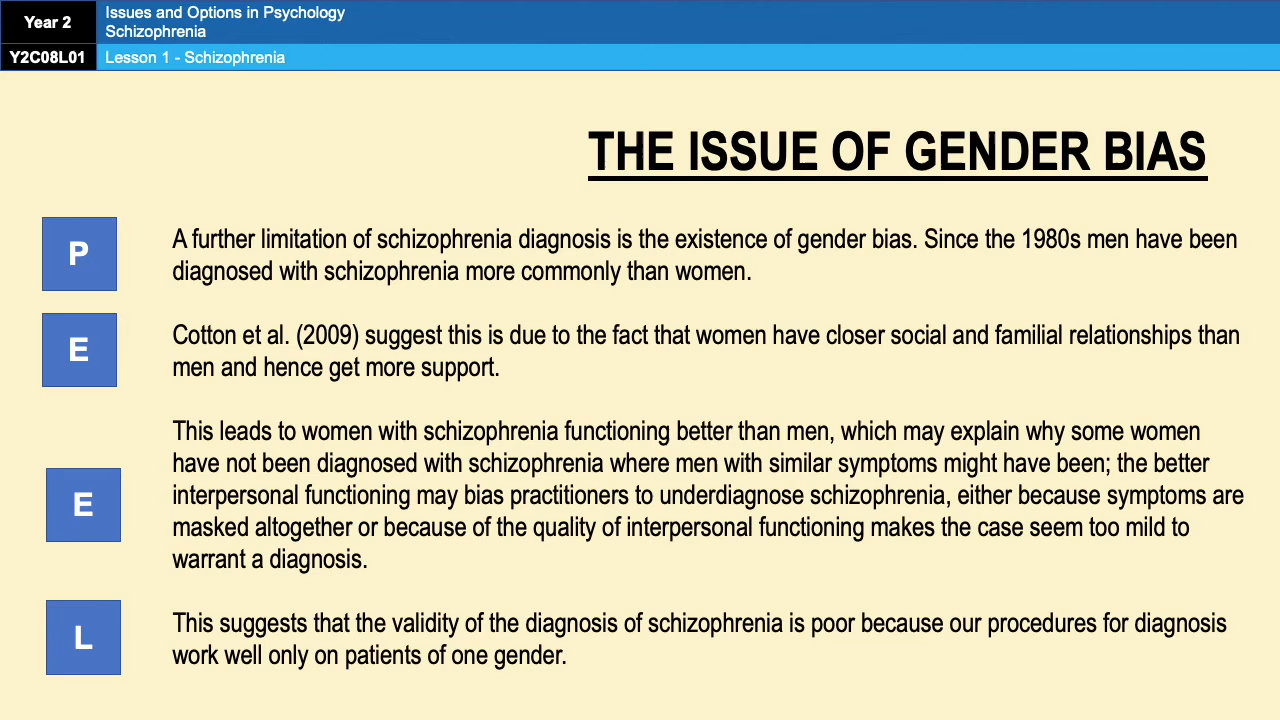 Year 2
Issues and Options in Psychology
Schizophrenia
Y2C08L01
Lesson 1 - Schizophrenia
THE ISSUE OF GENDER BIAS
P
A further limitation of schizophrenia diagnosis is the existence of gender bias. Since the 1980s men have been
diagnosed with schizophrenia more commonly than women.
E
Cotton et al. (2009) suggest this is due to the fact that women have closer social and familial relationships than
men and hence get more support.
E
This leads to women with schizophrenia functioning better than men, which may explain why some women
have not been diagnosed with schizophrenia where men with similar symptoms might have been; the better
interpersonal functioning may bias practitioners to underdiagnose schizophrenia, either because symptoms are
masked altogether or because of the quality of interpersonal functioning makes the case seem too mild to
warrant a diagnosis.
L
This suggests that the validity of the diagnosis of schizophrenia is poor because our procedures for diagnosis
work well only on patients of one gender.